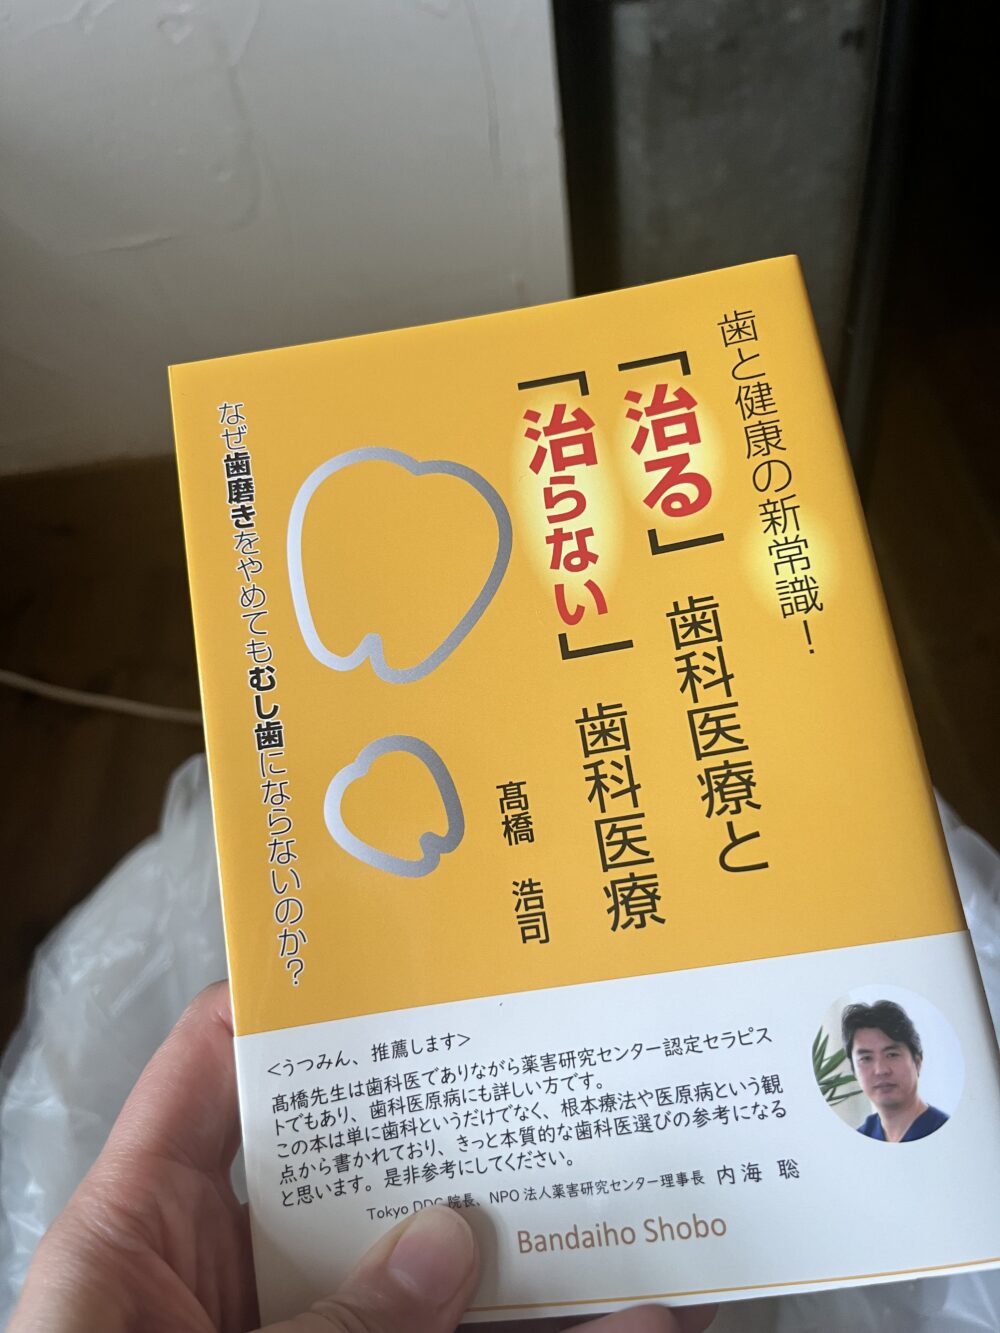 歯と健康の新常識！
「治る」歯科医療と
「治らない」歯科医療
髙橋 浩司
なぜ歯磨きをやめてもむし歯にならないのか？
<うつみん、推薦します>
髙橋先生は歯科医でありながら薬害研究センター認定セラピス
トでもあり、歯科医原病にも詳しい方です。
この本は単に歯科というだけでなく、根本療法や医原病という観
点から書かれており、きっと本質的な歯科医選びの参考になる
と思います。是非参考にしてください。
Tokyo 院長、NPO法人薬害研究センター理事長 内海 聡
Bandaiho Shobo